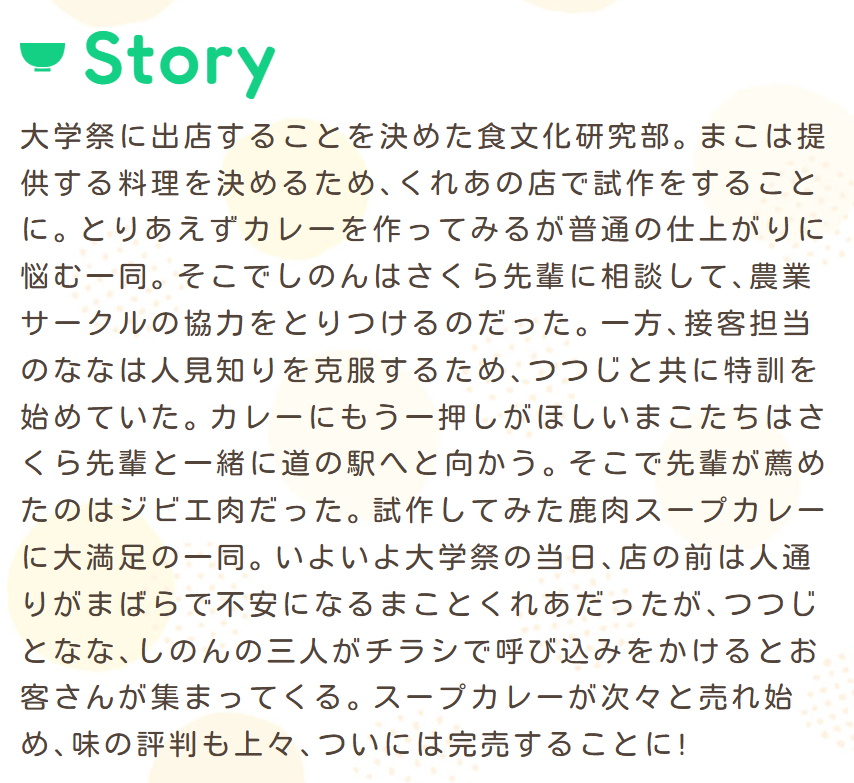 Story
大学祭に出店することを決めた食文化研究部。まこは提
供する料理を決めるため、くれあの店で試作をすること
に。とりあえずカレーを作ってみるが普通の仕上がりに
悩む一同。そこでしのんはさくら先輩に相談して、農業
サークルの協力をとりつけるのだった。一方、接客担当
のななは人見知りを克服するため、つつじと共に特訓を
始めていた。カレーにもう一押しがほしいまこたちはさ
くら先輩と一緒に道の駅へと向かう。そこで先輩が薦め
たのはジビエ肉だった。試作してみた鹿肉スープカレー
に大満足の一同。いよいよ大学祭の当日、店の前は人通
りがまばらで不安になるまことくれあだったが、つつじ
となな、しのんの三人がチラシで呼び込みをかけるとお
客さんが集まってくる。スープカレーが次々と売れ始
め、味の評判も上々、ついには完売することに!